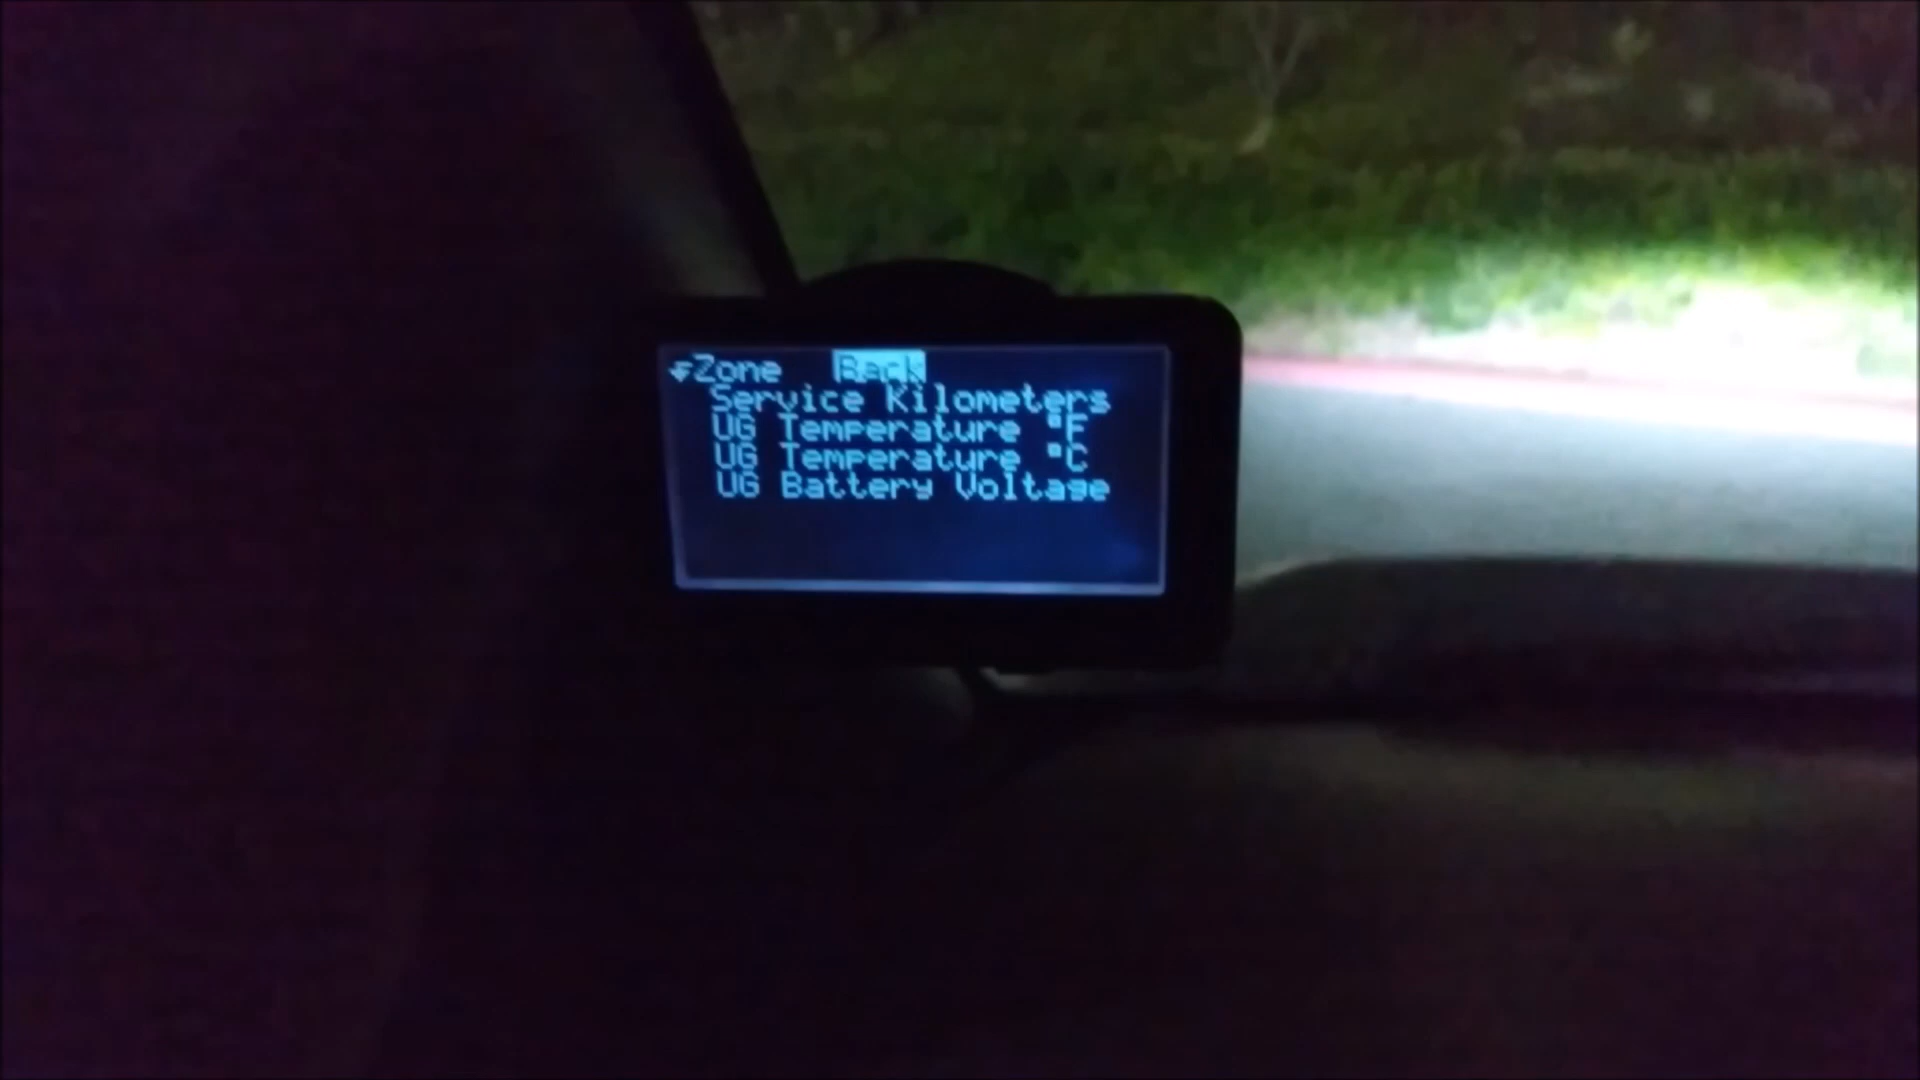 Zone Back
Service Kilometers
UG Temperature °F
UG Temperature °C
UG Battery Voltage